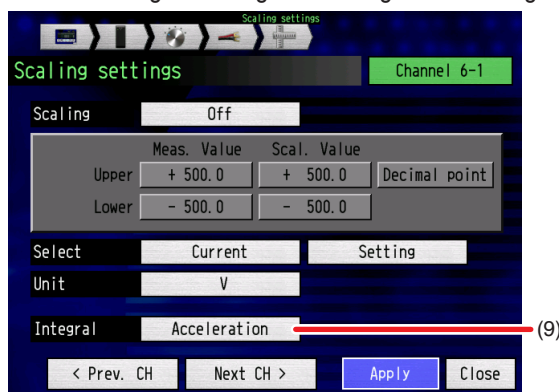 Scaling settings
Scaling settings Channel 6-1
Scaling Off
Meas. Value Scal. Value
Upper + 500.0 + 500.0 Decimal point
Lower - 500.0 - 500.0
Select Current Setting
Unit V
Integral Acceleration (9)
< Prev. CH Next CH > Apply Close